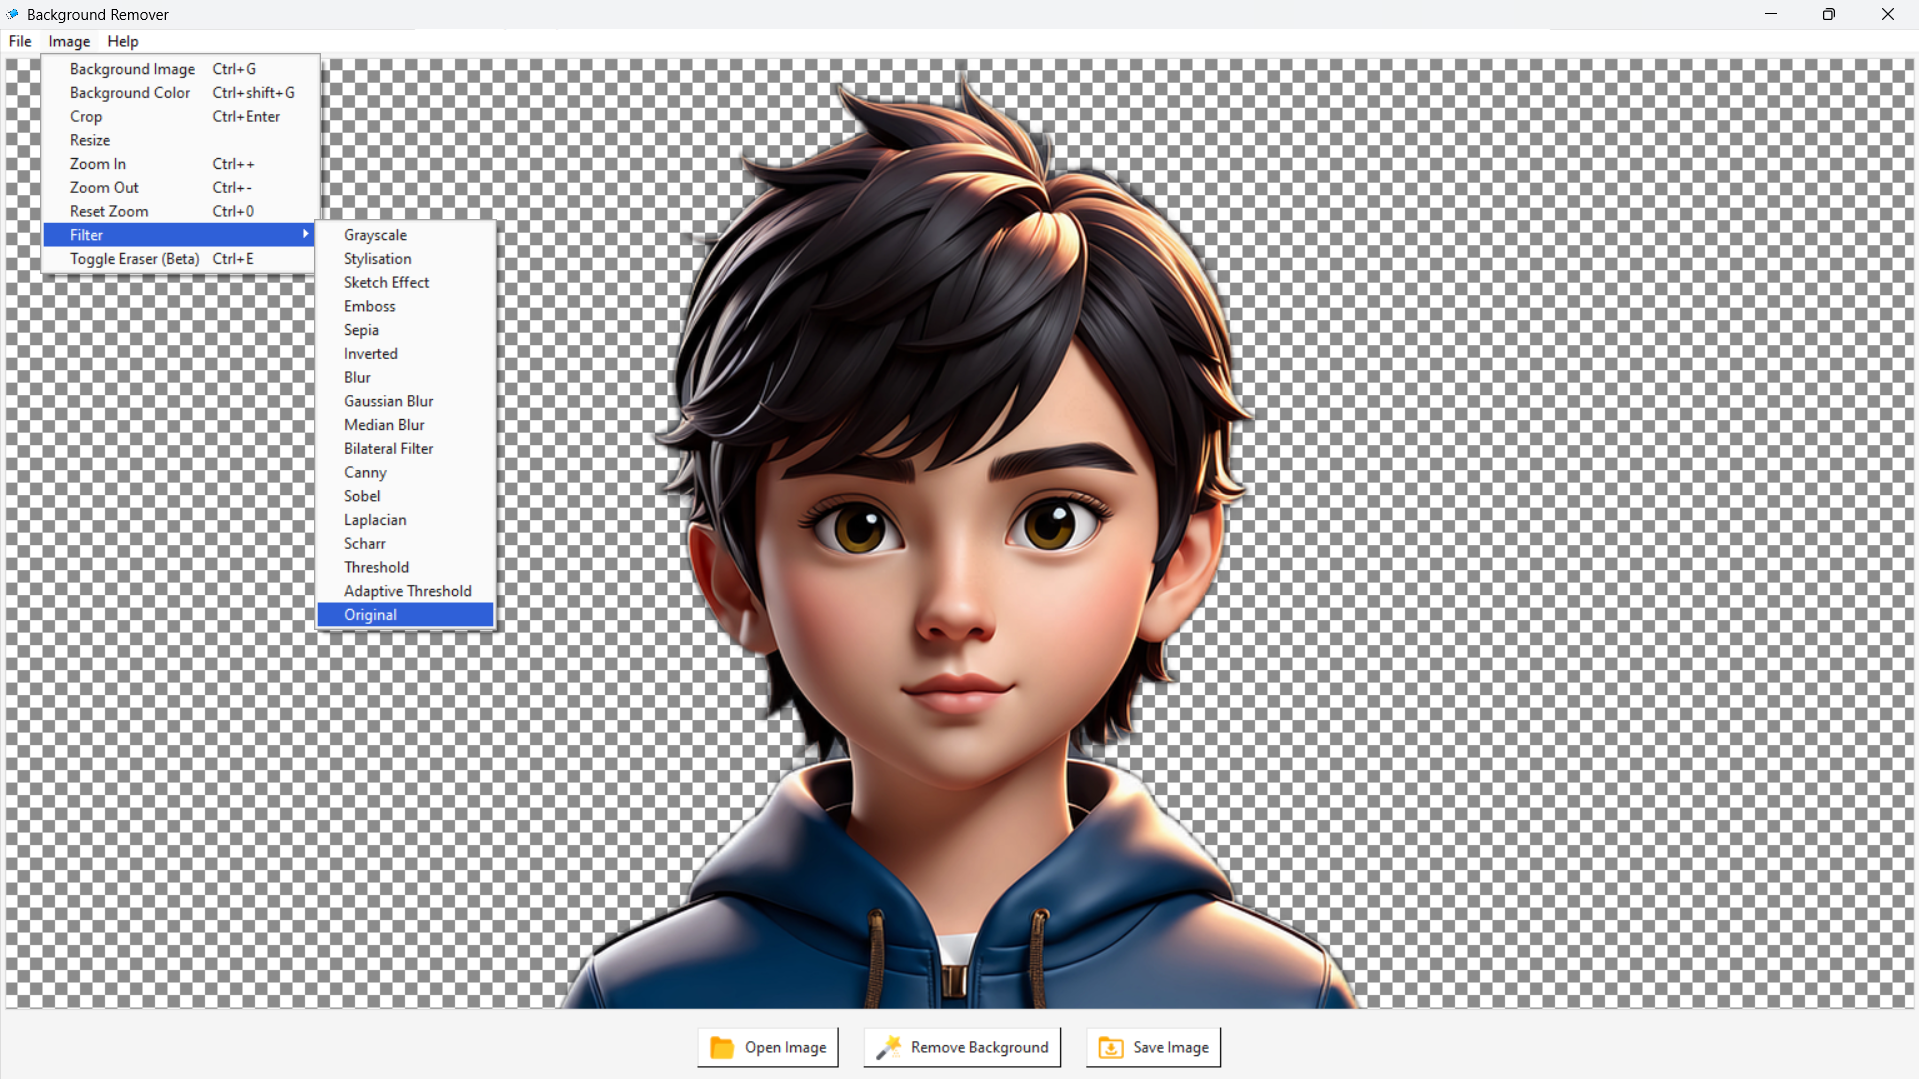 Background Remover
File Image Help
Background Image Ctrl+G
Background Color Ctrl+shift+G
Crop Ctrl+Enter
Resize
Zoom In Ctrl++
Zoom Out Ctrl+-
Reset Zoom Ctrl+0
Filter
Toggle Eraser (Beta) Ctrl+E
Grayscale
Stylisation
Sketch Effect
Emboss
Sepia
Inverted
Blur
Gaussian Blur
Median Blur
Bilateral Filter
Canny
Sobel
Laplacian
Scharr
Threshold
Adaptive Threshold
Original
Open Image Remove Background Save Image